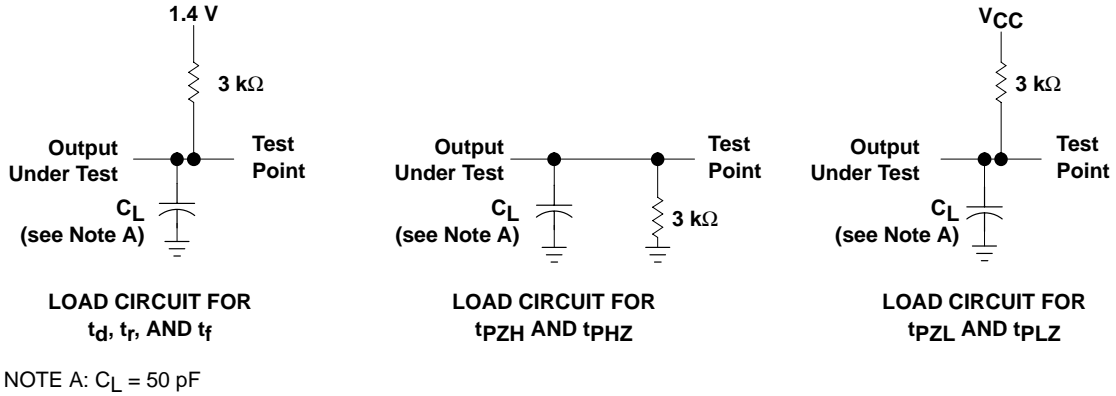 1.4 V
3 kΩ
Output
Under Test
Test
Point
CL
(see Note A)
LOAD CIRCUIT FOR
td, tr, AND tf
Output
Under Test
Test
Point
CL
(see Note A)
3 kΩ
LOAD CIRCUIT FOR
tPZH AND tPHZ
VCC
3 kΩ
Output
Under Test
Test
Point
CL
(see Note A)
LOAD CIRCUIT FOR
tPZL AND tPLZ
NOTE A: CL = 50 pF